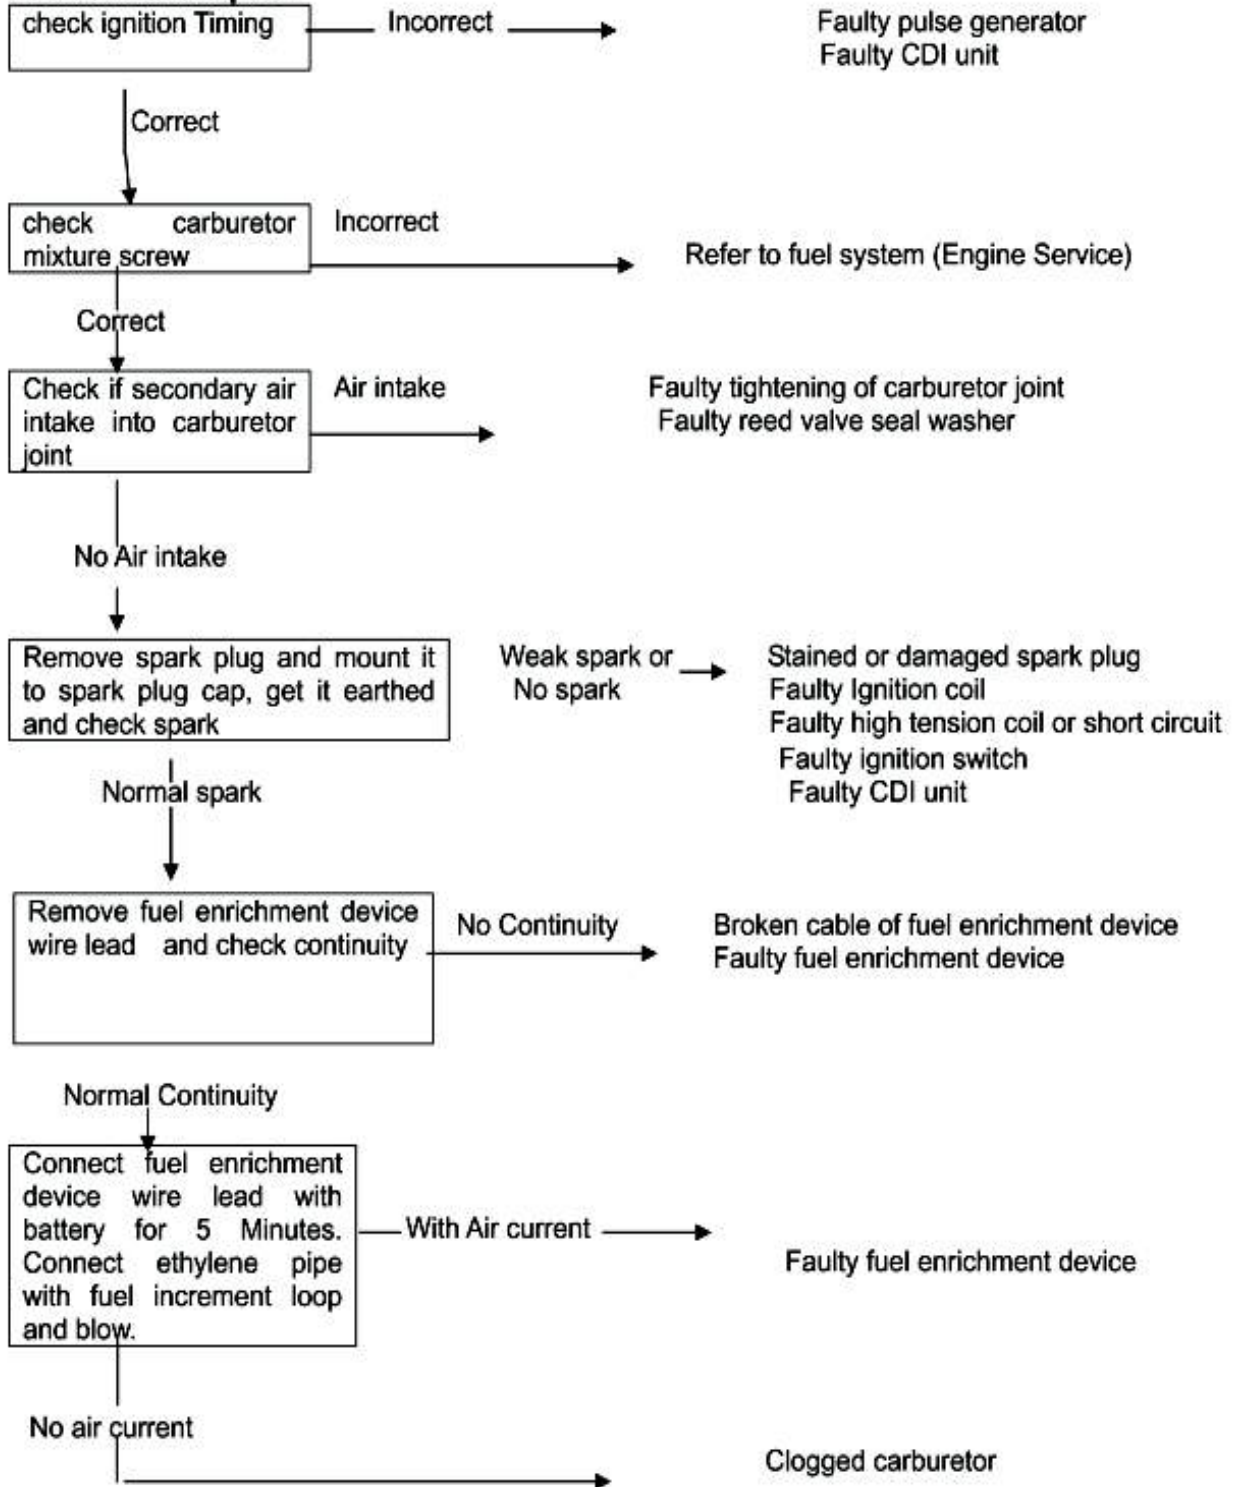 check ignition Timing
Incorrect
Faulty pulse generator
Faulty CDI unit
Correct
check carburetor
mixture screw
Incorrect
Refer to fuel system (Engine Service)
Correct
Check if secondary air
intake into carburetor
joint
Air intake
Faulty tightening of carburetor joint
Faulty reed valve seal washer
No Air intake
Remove spark plug and mount it
to spark plug cap, get it earthed
and check spark
Weak spark or
No spark
Stained or damaged spark plug
Faulty Ignition coil
Faulty high tension coil or short circuit
Faulty ignition switch
Faulty CDI unit
Normal spark
Remove fuel enrichment device
wire lead and check continuity
No Continuity
Broken cable of fuel enrichment device
Faulty fuel enrichment device
Normal Continuity
Connect fuel enrichment
device wire lead with
battery for 5 Minutes.
Connect ethylene pipe
with fuel increment loop
and blow.
With Air current
Faulty fuel enrichment device
No air current
Clogged carburetor